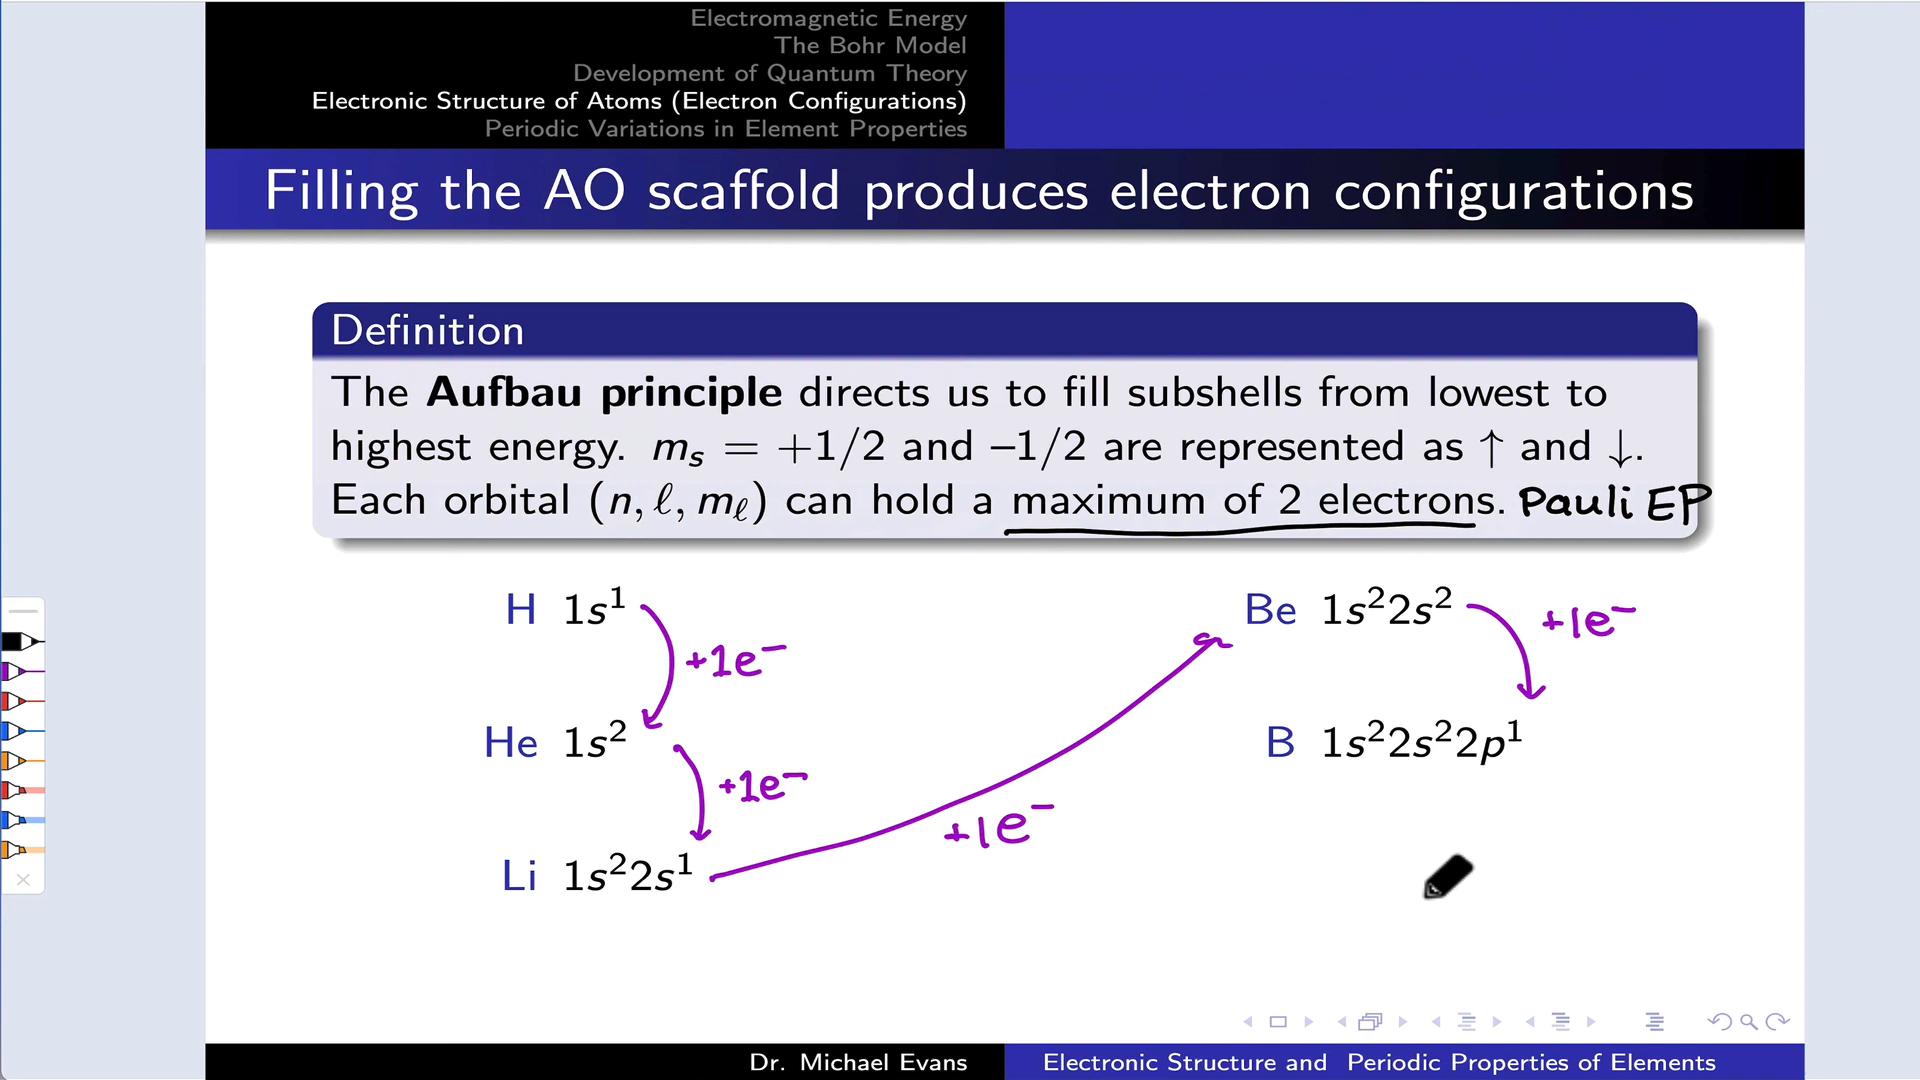 Electromagnetic Energy
The Bohr Model
Development of Quantum Theory
Electronic Structure of Atoms (Electron Configurations)
Periodic Variations in Element Properties
Filling the AO scaffold produces electron configurations
Definition
The Aufbau principle directs us to fill subshells from lowest to
highest energy. mₛ = +1/2 and –1/2 are represented as ↑ and ↓.
Each orbital (n, ℓ, m_ℓ) can hold a maximum of 2 electrons. Pauli EP
H 1s¹
+1e⁻
He 1s²
+1e⁻
Li 1s²2s¹
+1e⁻
Be 1s²2s²
+1e⁻
B 1s²2s²2p¹
Dr. Michael Evans
Electronic Structure and Periodic Properties of Elements